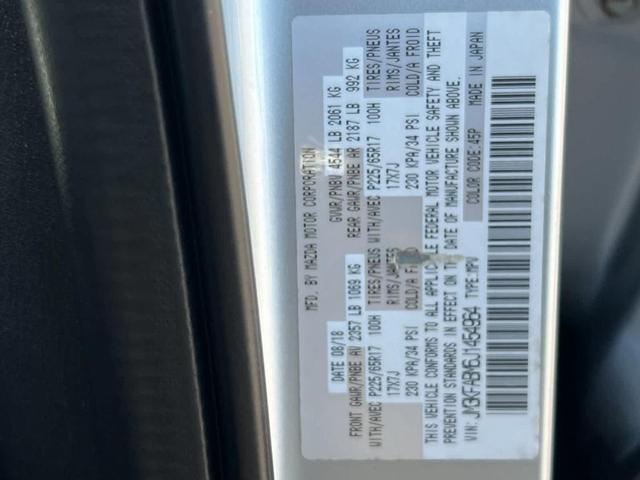 MFD. BY MAZDA MOTOR CORPORATION
DATE 08/18 GVWR/PNBV 4544 LB 2061 KG
FRONT GAWR/PNBE AV 2357 LB 1069 KG REAR GAWR/PNBE AR 2187 LB 992 KG
WITH/AVEC P225/65R17 100H TIRES/PNEUS WITH/AVEC P225/65R17 100H TIRES/PNEUS
17X7J RIMS/JANTES 17X7J RIMS/JANTES
230 KPA/34 PSI COLD/A FROID 230 KPA/34 PSI COLD/A FROID
THIS VEHICLE CONFORMS TO ALL APPLICABLE FEDERAL MOTOR VEHICLE SAFETY AND THEFT
PREVENTION STANDARDS IN EFFECT ON THE DATE OF MANUFACTURE SHOWN ABOVE.
VIN: JM3KFABM6J1454934 TYPE:MPV COLOR CODE:45P MADE IN JAPAN